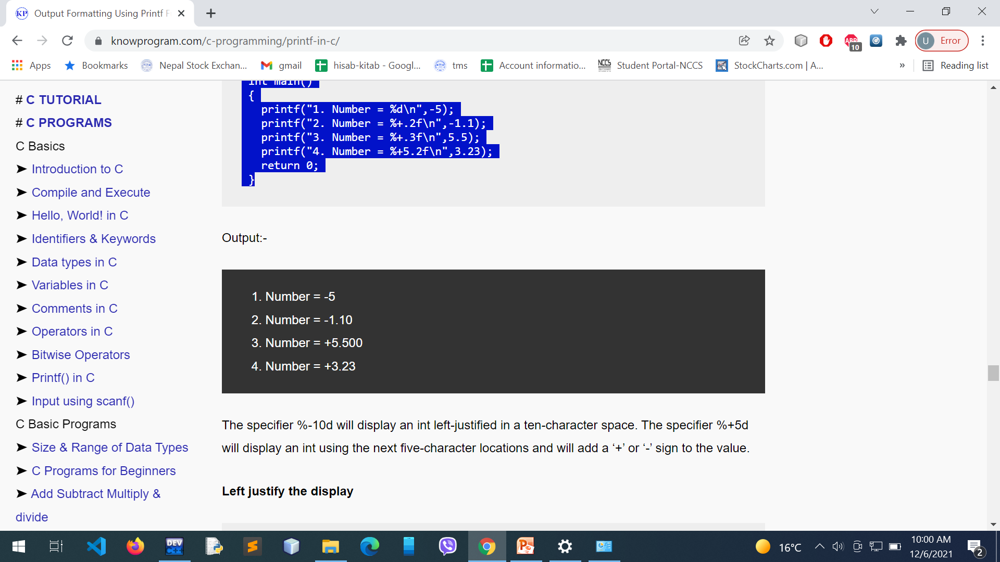 Output Formatting Using Printf F
knowprogram.com/c-programming/printf-in-c/
ABP
10
U
Error
Apps
Bookmarks
Nepal Stock Exchan...
gmail
hisab-kitab - Googl...
tms
Account informatio...
NCCS
Student Portal-NCCS
StockCharts.com | A...
»
Reading list
# C TUTORIAL
# C PROGRAMS
C Basics
➤ Introduction to C
➤ Compile and Execute
➤ Hello, World! in C
➤ Identifiers & Keywords
➤ Data types in C
➤ Variables in C
➤ Comments in C
➤ Operators in C
➤ Bitwise Operators
➤ Printf() in C
➤ Input using scanf()
C Basic Programs
➤ Size & Range of Data Types
➤ C Programs for Beginners
➤ Add Subtract Multiply &
divide
int main()
{
printf("1. Number = %d\n",-5);
printf("2. Number = %+.2f\n",-1.1);
printf("3. Number = %+.3f\n",5.5);
printf("4. Number = %+5.2f\n",3.23);
return 0;
}
Output:-
1. Number = -5
2. Number = -1.10
3. Number = +5.500
4. Number = +3.23
The specifier %-10d will display an int left-justified in a ten-character space. The specifier %+5d
will display an int using the next five-character locations and will add a ‘+’ or ‘-’ sign to the value.
Left justify the display
DEV
C++
16°C
10:00 AM
12/6/2021
2